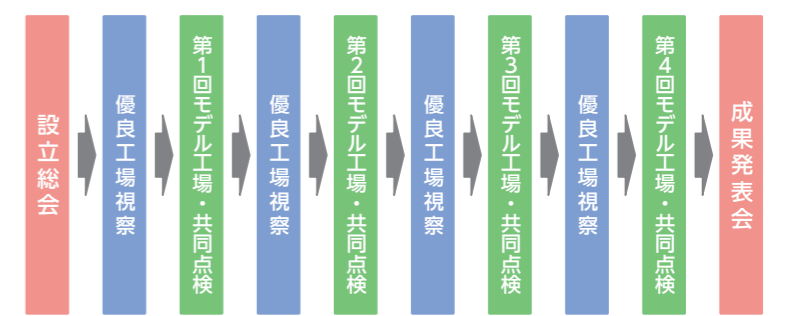 設立総会
優良工場視察
第1回モデル工場・共同点検
優良工場視察
第2回モデル工場・共同点検
優良工場視察
第3回モデル工場・共同点検
優良工場視察
第4回モデル工場・共同点検
成果発表会